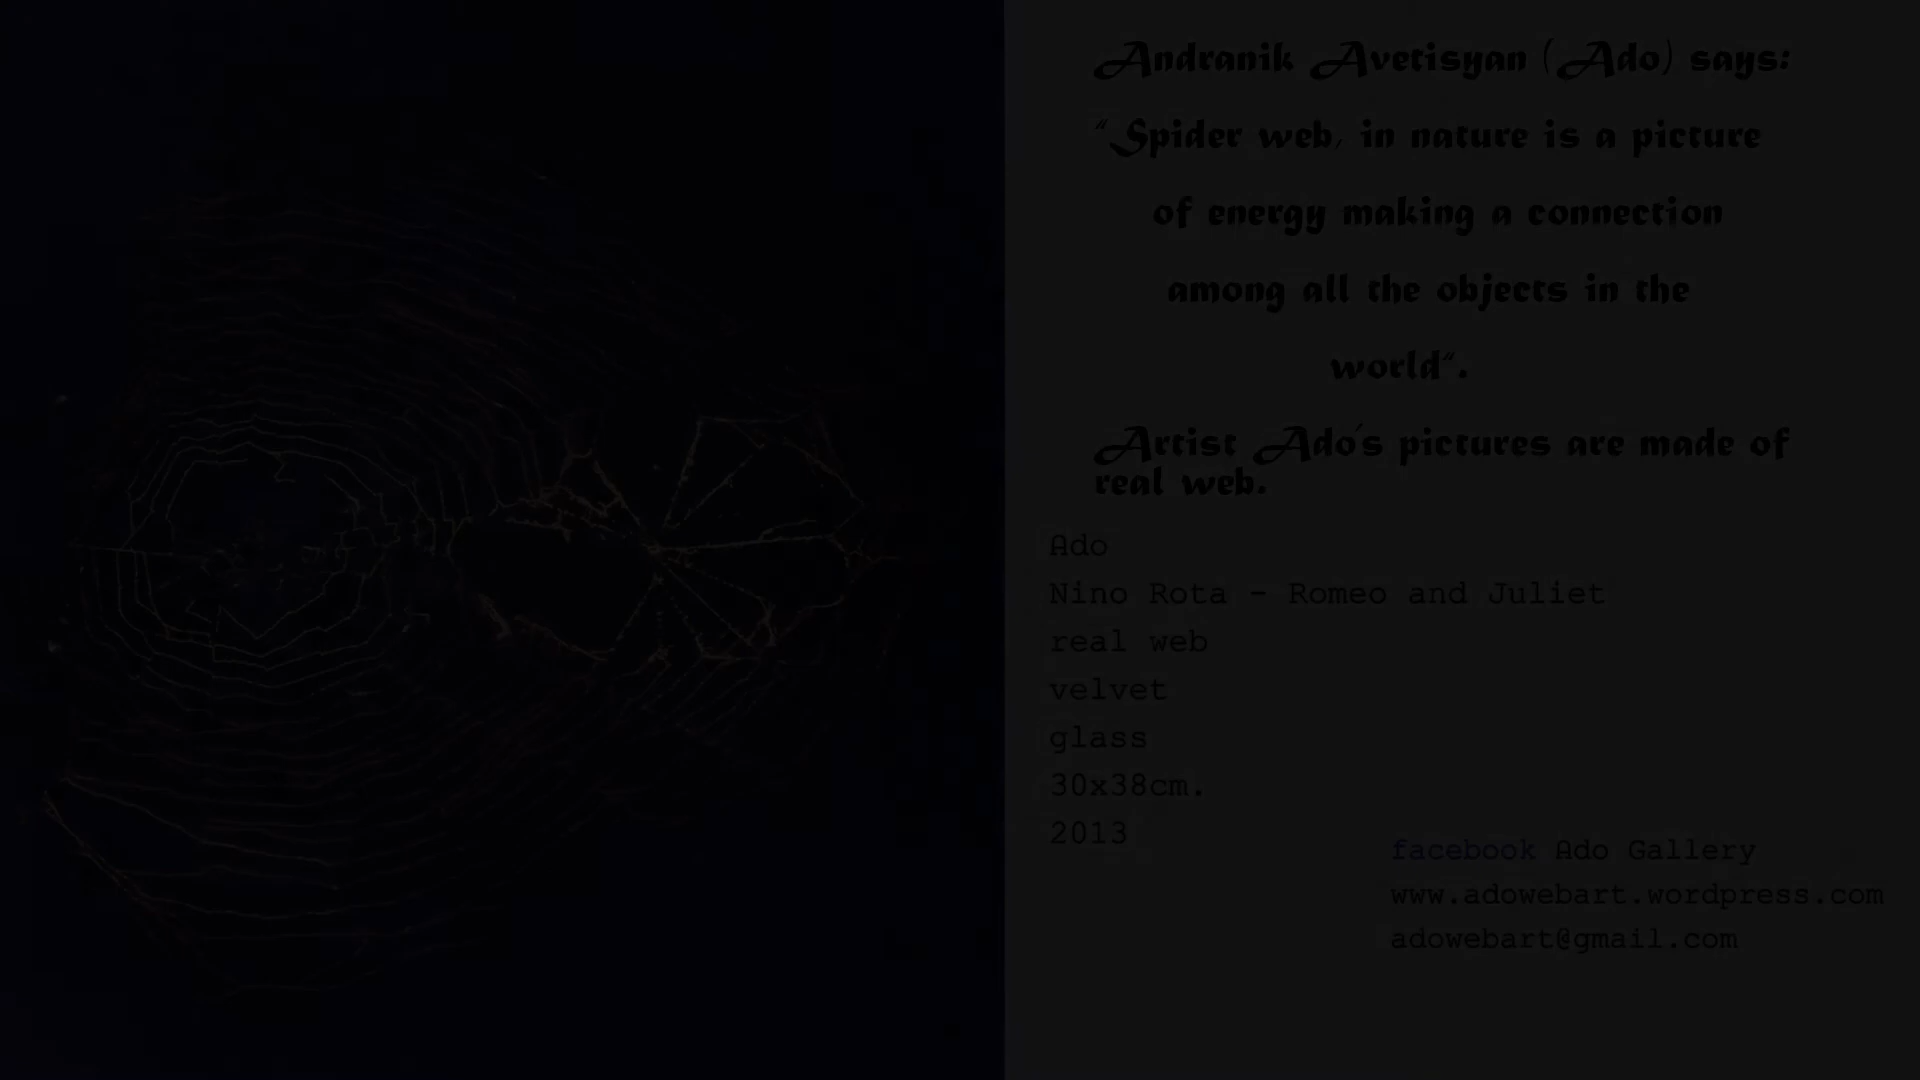 Andranik Avetisyan (Ado) says:
"Spider web, in nature is a picture
of energy making a connection
among all the objects in the
world".
Artist Ado's pictures are made of
real web.
Ado
Nino Rota - Romeo and Juliet
real web
velvet
glass
30x38cm.
2013
facebook Ado Gallery
www.adowebart.wordpress.com
adowebart@gmail.com